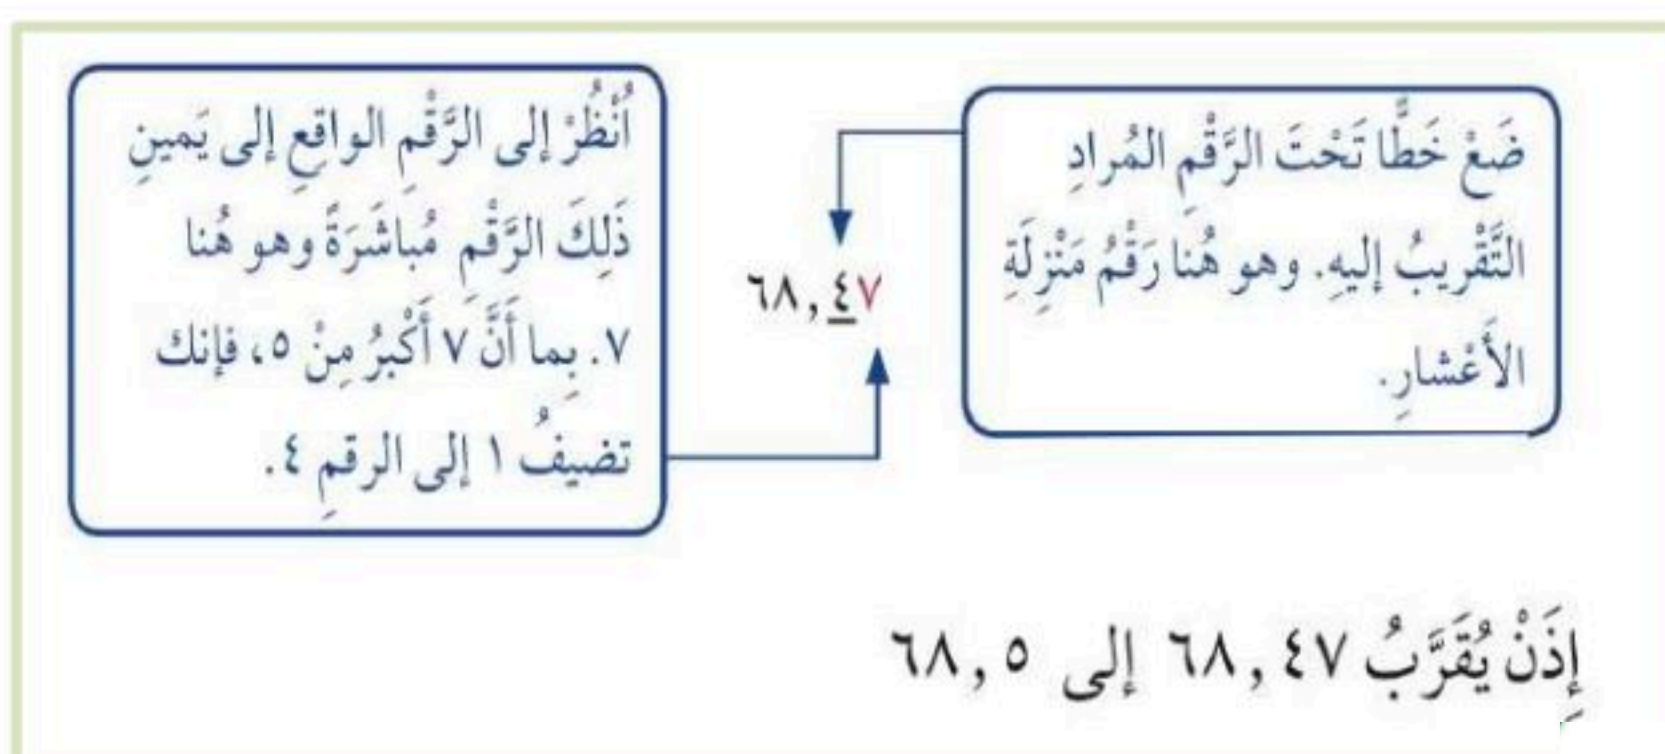 ضَعْ خَطًّا تَحْتَ الرَّقْمِ المُرادِ
التَّقْريبُ إليهِ. وهو هُنا رَقْمُ مَنْزِلَةِ
الأَعْشارِ.
٦٨,٤٧
اُنْظُرْ إلى الرَّقْمِ الواقِعِ إلى يَمينِ
ذَلِكَ الرَّقْمِ مُباشَرَةً وهو هُنا
٧. بِما أَنَّ ٧ أَكْبرُ مِنْ ٥، فإنك
تضيفُ ١ إلى الرقمِ ٤.
إِذَنْ يُقَرَّبُ ٦٨,٤٧ إلى ٦٨,٥